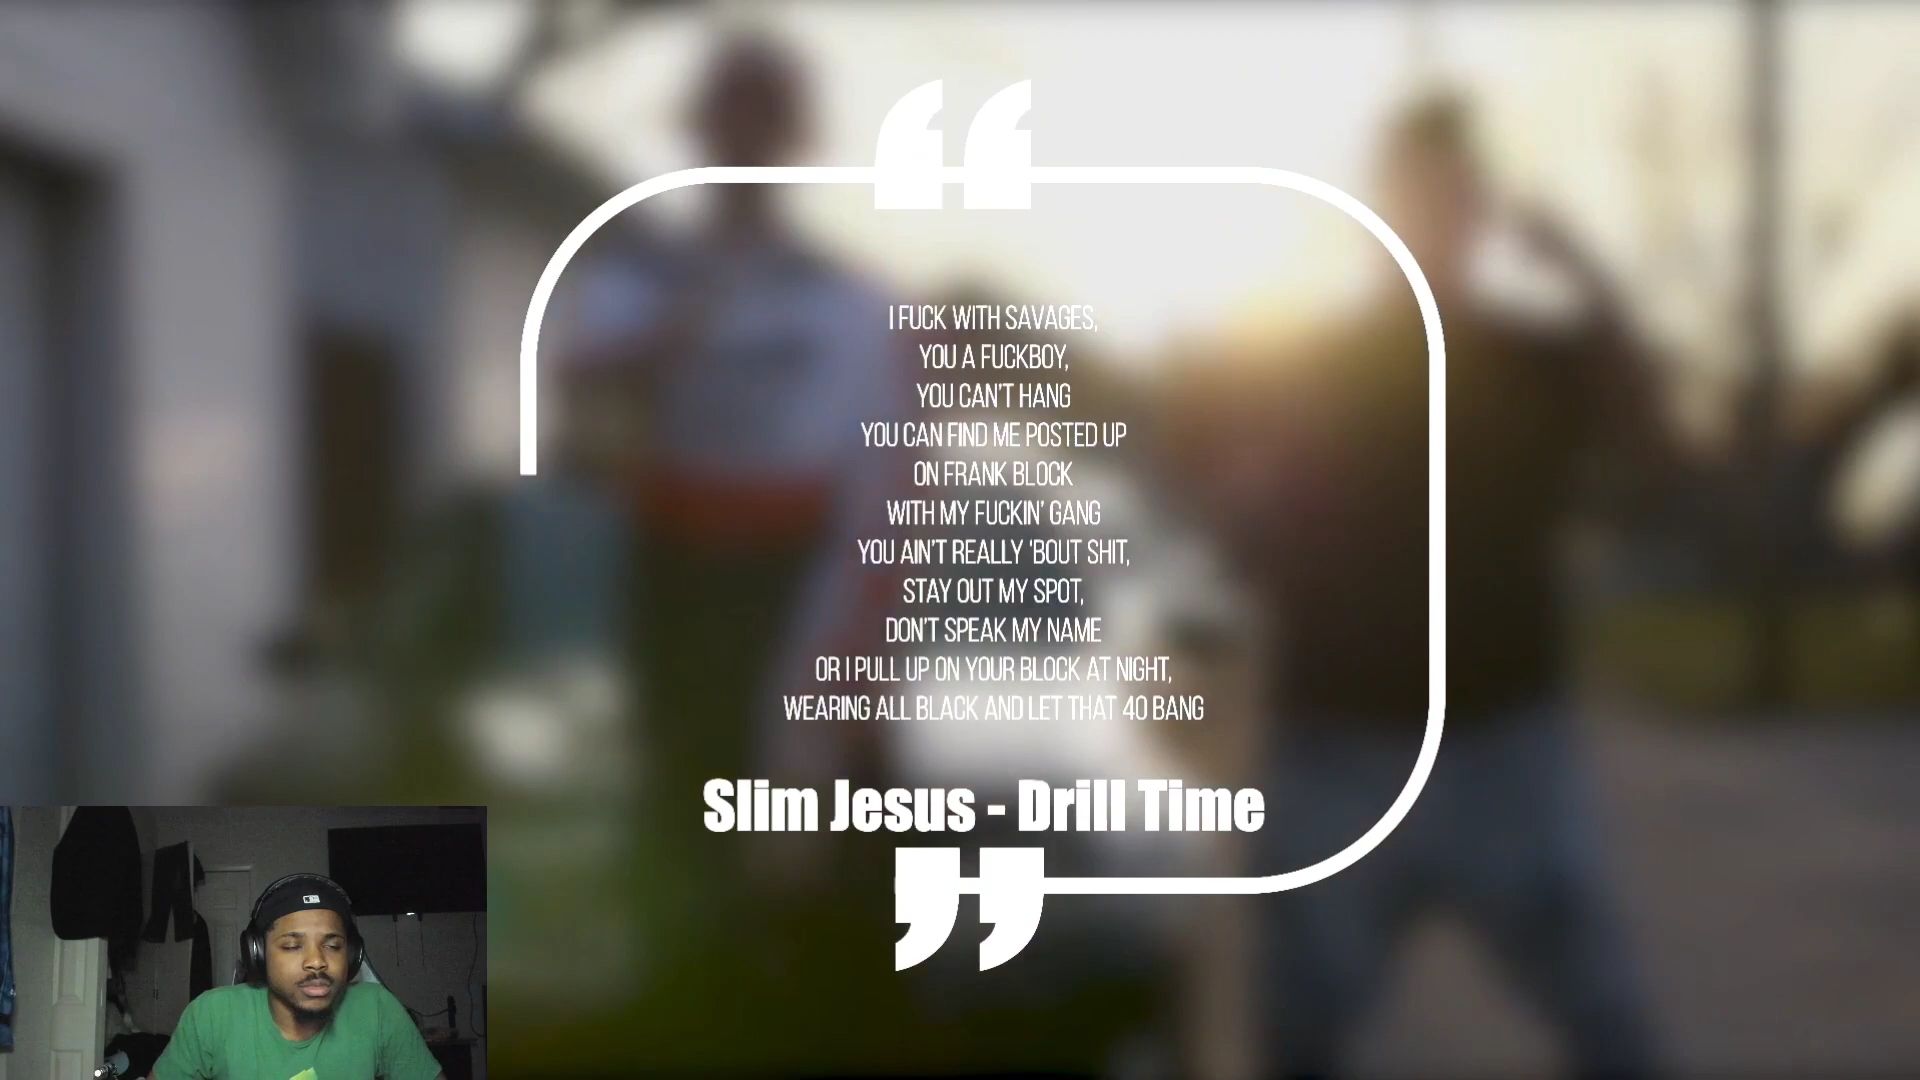 I FUCK WITH SAVAGES,
YOU A FUCKBOY,
YOU CAN'T HANG
YOU CAN FIND ME POSTED UP
ON FRANK BLOCK
WITH MY FUCKIN' GANG
YOU AIN'T REALLY 'BOUT SHIT,
STAY OUT MY SPOT,
DON'T SPEAK MY NAME
OR I PULL UP ON YOUR BLOCK AT NIGHT,
WEARING ALL BLACK AND LET THAT 40 BANG
Slim Jesus - Drill Time